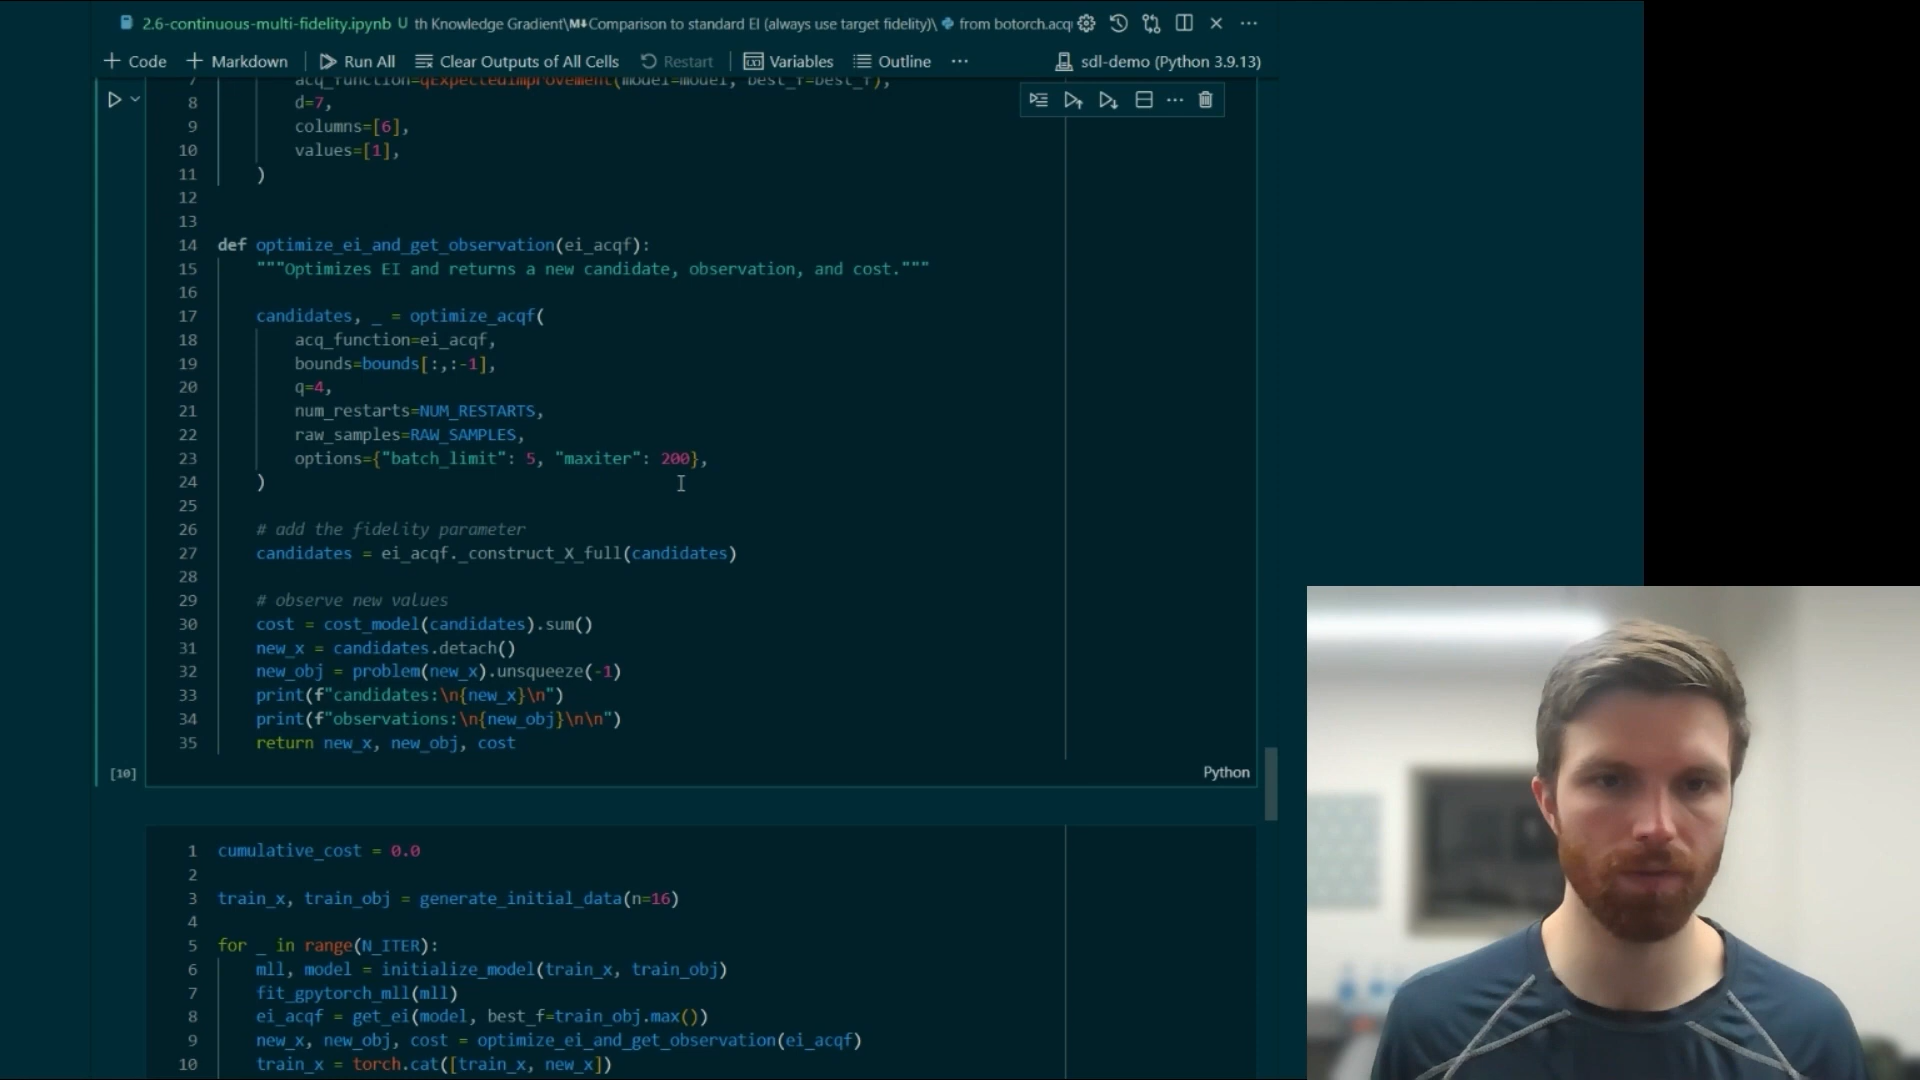 2.6-continuous-multi-fidelity.ipynb U th Knowledge Gradient\M↓Comparison to standard EI (always use target fidelity)\ from botorch.acq
+ Code + Markdown Run All Clear Outputs of All Cells Restart Variables Outline ··· sdl-demo (Python 3.9.13)
7 acq_function=qExpectedImprovement(model=model, best_f=best_f),
8 d=7,
9 columns=[6],
10 values=[1],
11 )
12
13
14 def optimize_ei_and_get_observation(ei_acqf):
15 """Optimizes EI and returns a new candidate, observation, and cost."""
16
17 candidates, _ = optimize_acqf(
18 acq_function=ei_acqf,
19 bounds=bounds[:,:-1],
20 q=4,
21 num_restarts=NUM_RESTARTS,
22 raw_samples=RAW_SAMPLES,
23 options={"batch_limit": 5, "maxiter": 200},
24 )
25
26 # add the fidelity parameter
27 candidates = ei_acqf._construct_X_full(candidates)
28
29 # observe new values
30 cost = cost_model(candidates).sum()
31 new_x = candidates.detach()
32 new_obj = problem(new_x).unsqueeze(-1)
33 print(f"candidates:\n{new_x}\n")
34 print(f"observations:\n{new_obj}\n\n")
35 return new_x, new_obj, cost
[10] Python
1 cumulative_cost = 0.0
2
3 train_x, train_obj = generate_initial_data(n=16)
4
5 for _ in range(N_ITER):
6 mll, model = initialize_model(train_x, train_obj)
7 fit_gpytorch_mll(mll)
8 ei_acqf = get_ei(model, best_f=train_obj.max())
9 new_x, new_obj, cost = optimize_ei_and_get_observation(ei_acqf)
10 train_x = torch.cat([train_x, new_x])